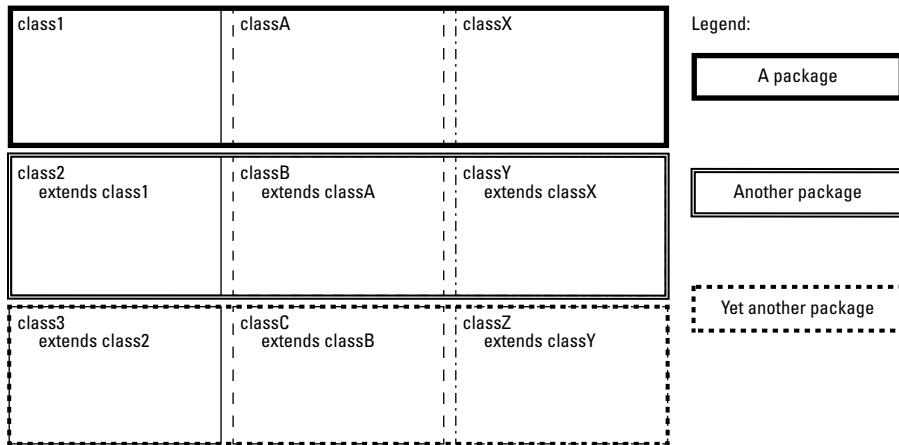 class1
classA
classX
Legend:
A package
class2
extends class1
classB
extends classA
classY
extends classX
Another package
class3
extends class2
classC
extends classB
classZ
extends classY
Yet another package